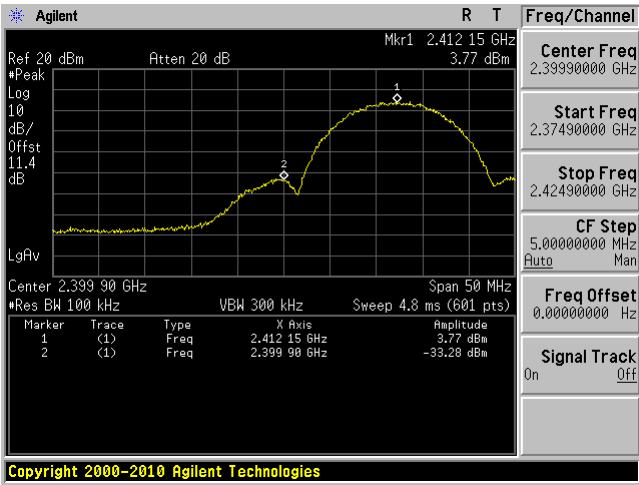 Agilent R T Freq/Channel
Mkr1 2.412 15 GHz
Ref 20 dBm Atten 20 dB 3.77 dBm
#Peak
Log
10
dB/
Offst
11.4
dB
LgAv
1
2
Center 2.399 90 GHz Span 50 MHz
#Res BW 100 kHz VBW 300 kHz Sweep 4.8 ms (601 pts)
Marker Trace Type X Axis Amplitude
1 (1) Freq 2.412 15 GHz 3.77 dBm
2 (1) Freq 2.399 90 GHz -33.28 dBm
Center Freq
2.39990000 GHz
Start Freq
2.37490000 GHz
Stop Freq
2.42490000 GHz
CF Step
5.00000000 MHz
Auto Man
Freq Offset
0.00000000 Hz
Signal Track
On Off
Copyright 2000-2010 Agilent Technologies